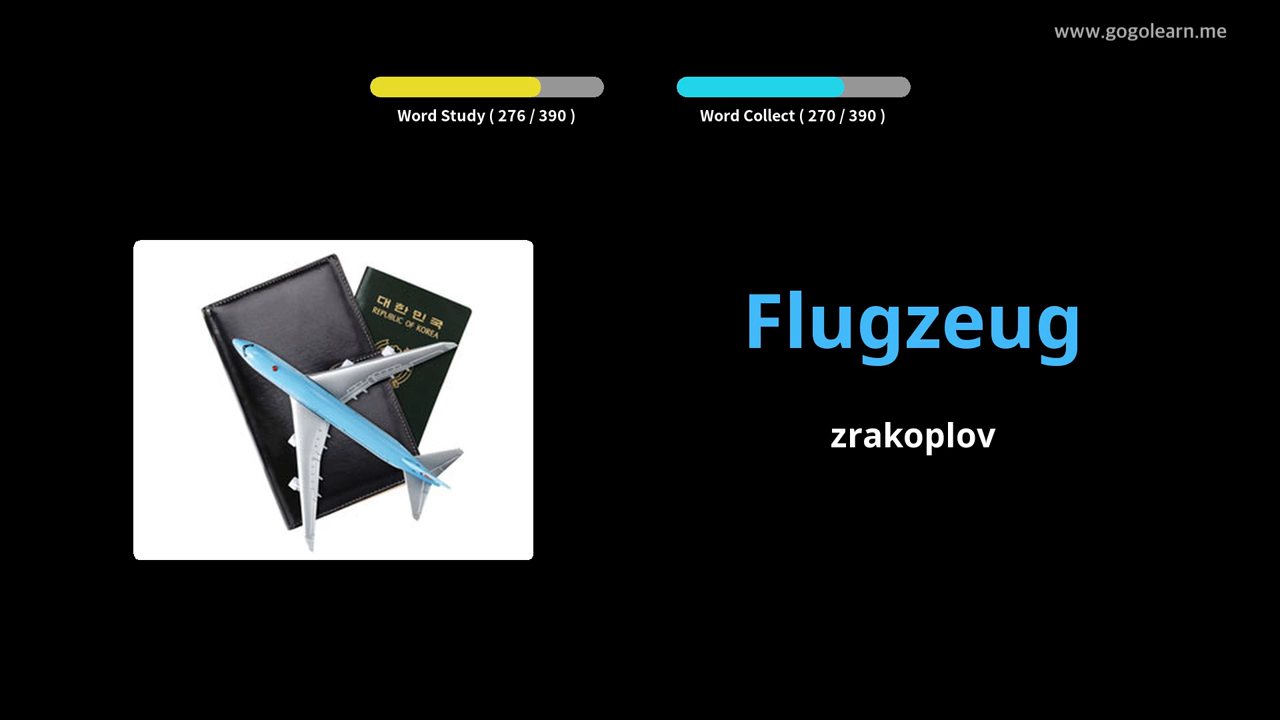 www.gogolearn.me
Word Study ( 276 / 390 )
Word Collect ( 270 / 390 )
대한민국
REPUBLIC OF KOREA
Flugzeug
zrakoplov